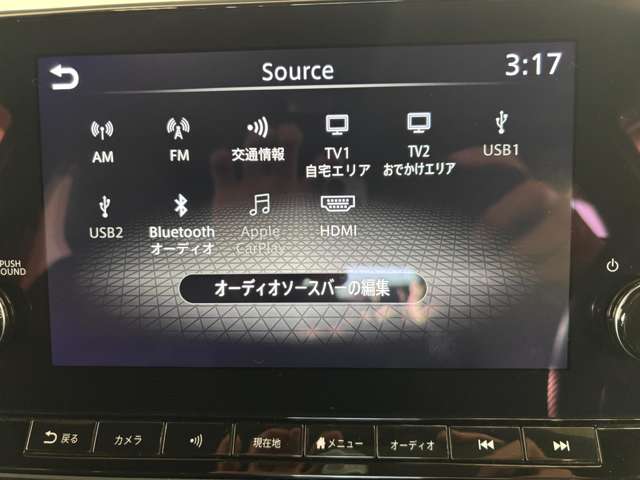 Source
3:17
AM
FM
交通情報
TV1
自宅エリア
TV2
おでかけエリア
USB1
USB2
Bluetooth
オーディオ
Apple
CarPlay
HDMI
オーディオソースバーの編集
PUSH
SOUND
戻る
カメラ
現在地
メニュー
オーディオ